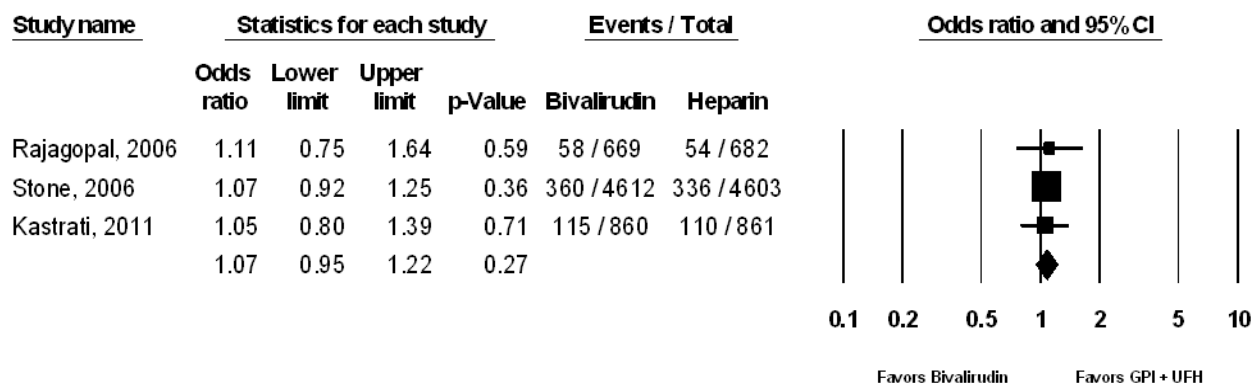 Study name Statistics for each study Events / Total Odds ratio and 95% CI
Odds Lower Upper
ratio limit limit p-Value Bivalirudin Heparin
Rajagopal, 2006 1.11 0.75 1.64 0.59 58 / 669 54 / 682
Stone, 2006 1.07 0.92 1.25 0.36 360 / 4612 336 / 4603
Kastrati, 2011 1.05 0.80 1.39 0.71 115 / 860 110 / 861
1.07 0.95 1.22 0.27
0.1 0.2 0.5 1 2 5 10
Favors Bivalirudin Favors GPI + UFH